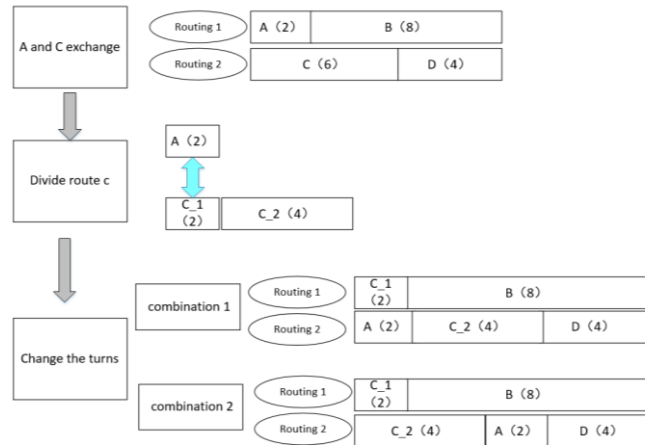 A and C exchange
Routing 1
A（2）
B（8）
Routing 2
C（6）
D（4）
Divide route c
A（2）
C_1
（2）
C_2（4）
Change the turns
combination 1
Routing 1
C_1
（2）
B（8）
Routing 2
A（2）
C_2（4）
D（4）
combination 2
Routing 1
C_1
（2）
B（8）
Routing 2
C_2（4）
A（2）
D（4）